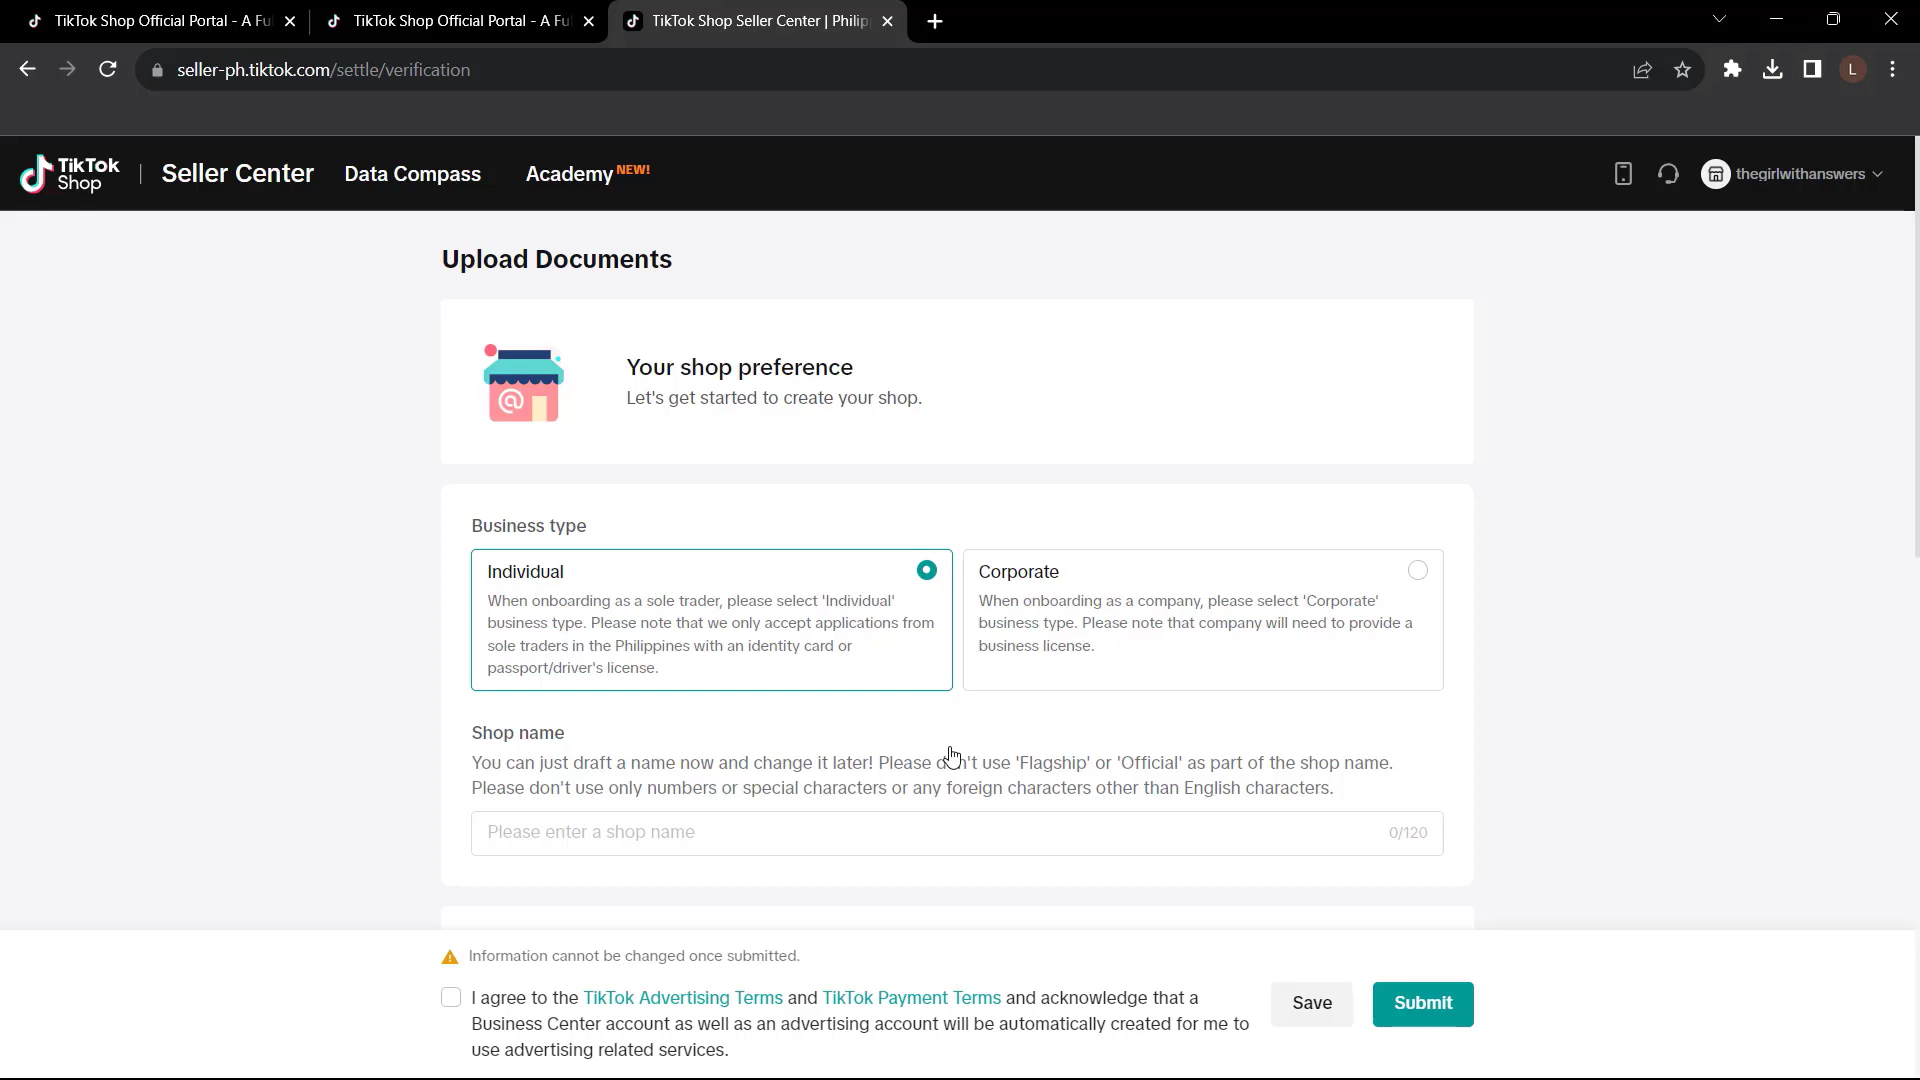 TikTok Shop Official Portal - A Fu
TikTok Shop Official Portal - A Fu
TikTok Shop Seller Center | Philip
seller-ph.tiktok.com/settle/verification
L
TikTok
Shop
Seller Center
Data Compass
Academy NEW!
thegirlwithanswers
Upload Documents
Your shop preference
Let's get started to create your shop.
Business type
Individual
When onboarding as a sole trader, please select 'Individual'
business type. Please note that we only accept applications from
sole traders in the Philippines with an identity card or
passport/driver's license.
Corporate
When onboarding as a company, please select 'Corporate'
business type. Please note that company will need to provide a
business license.
Shop name
You can just draft a name now and change it later! Please don't use 'Flagship' or 'Official' as part of the shop name.
Please don't use only numbers or special characters or any foreign characters other than English characters.
Please enter a shop name
0/120
Information cannot be changed once submitted.
I agree to the TikTok Advertising Terms and TikTok Payment Terms and acknowledge that a
Business Center account as well as an advertising account will be automatically created for me to
use advertising related services.
Save
Submit